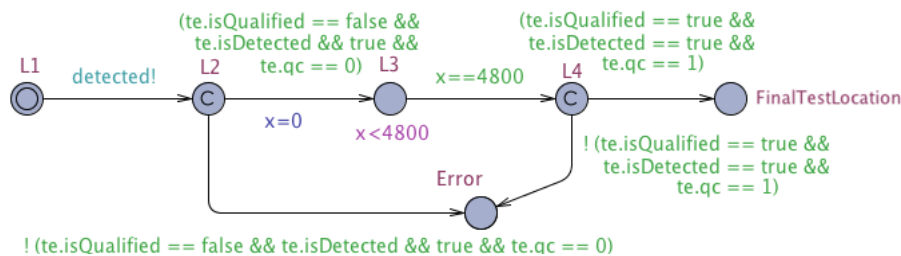 (te.isQualified == false &&
te.isDetected && true &&
te.qc == 0)
(te.isQualified == true &&
te.isDetected == true &&
te.qc == 1)
L1
L2
L3
L4
detected!
x==4800
C
C
FinalTestLocation
x=0
x<4800
! (te.isQualified == true &&
te.isDetected == true &&
te.qc == 1)
Error
! (te.isQualified == false && te.isDetected && true && te.qc == 0)